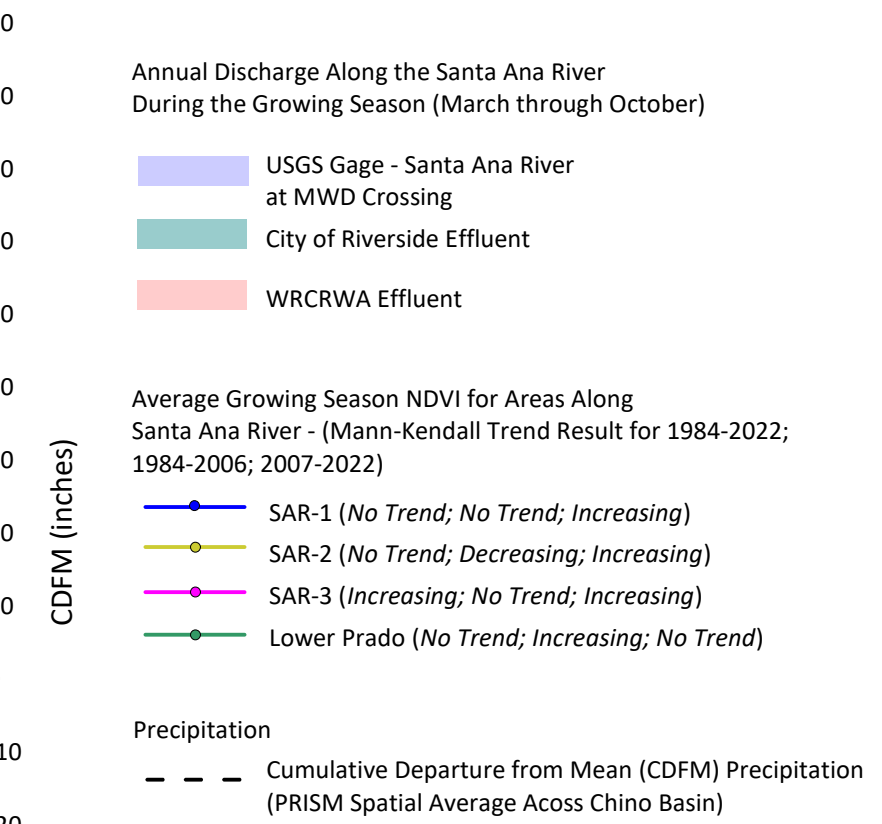 0
Annual Discharge Along the Santa Ana River
0
During the Growing Season (March through October)
0
USGS Gage - Santa Ana River
at MWD Crossing
0
City of Riverside Effluent
0
WRCRWA Effluent
0
Average Growing Season NDVI for Areas Along
Santa Ana River - (Mann-Kendall Trend Result for 1984-2022;
0
1984-2006; 2007-2022)
CDFM (inches)
SAR-1 (No Trend; No Trend; Increasing)
0
SAR-2 (No Trend; Decreasing; Increasing)
0
SAR-3 (Increasing; No Trend; Increasing)
Lower Prado (No Trend; Increasing; No Trend)
Precipitation
10
Cumulative Departure from Mean (CDFM) Precipitation
(PRISM Spatial Average Acoss Chino Basin)